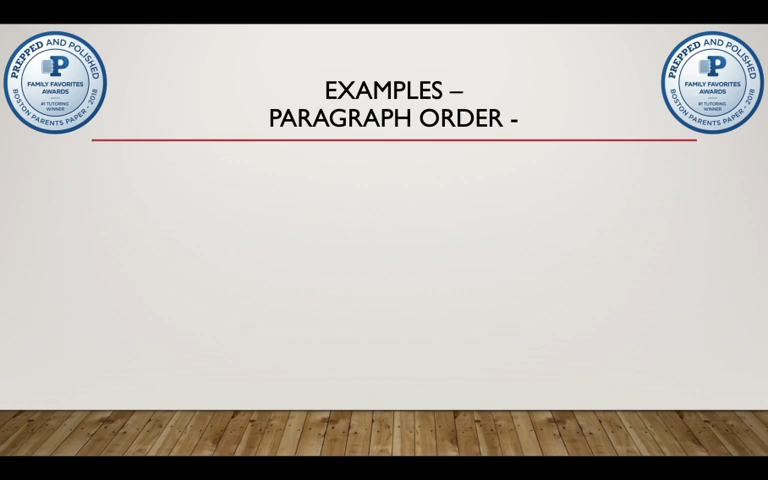 PREPPED AND POLISHED
P
FAMILY FAVORITES
AWARDS
#1 TUTORING
WINNER
BOSTON PARENTS PAPER - 2018
EXAMPLES –
PARAGRAPH ORDER -
PREPPED AND POLISHED
P
FAMILY FAVORITES
AWARDS
#1 TUTORING
WINNER
BOSTON PARENTS PAPER - 2018